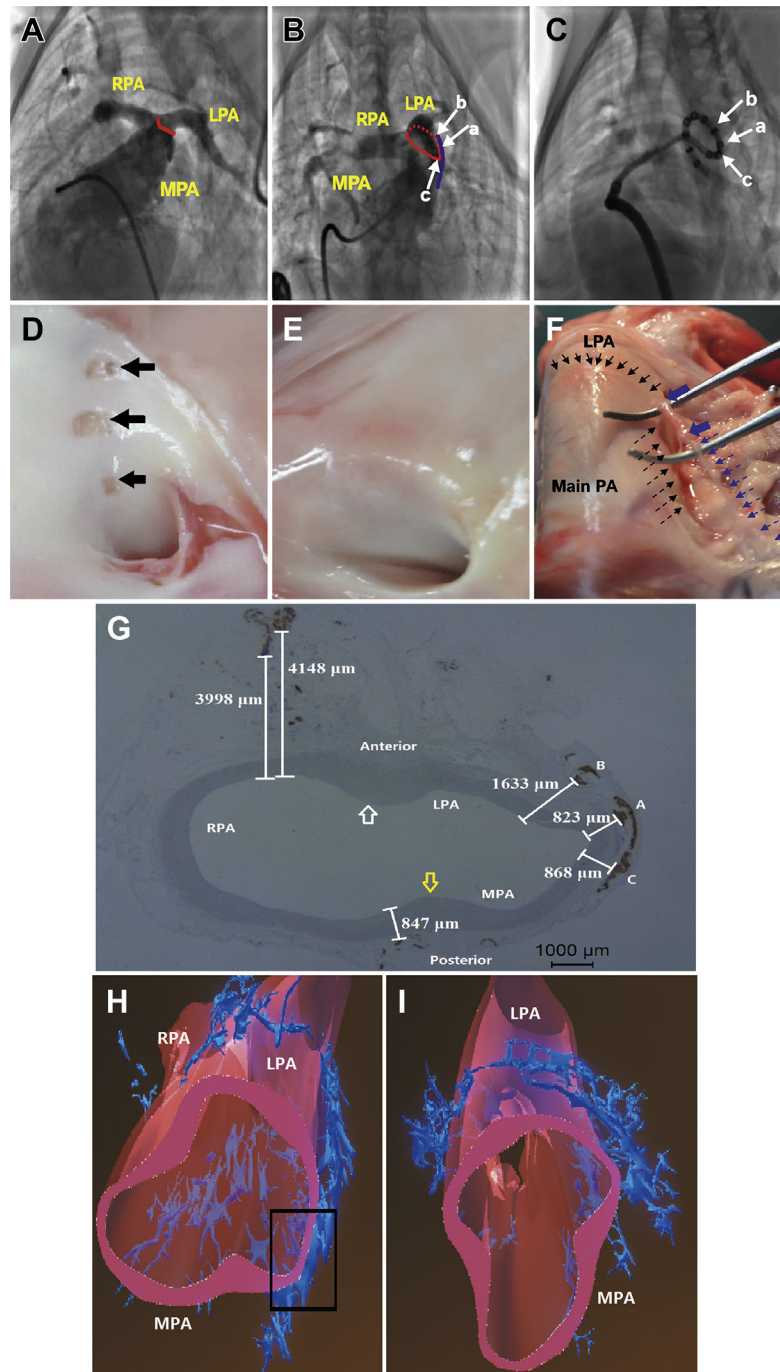 A
RPA
LPA
MPA
B
LPA
b
RPA
a
MPA
c
C
b
a
c
D
E
F
LPA
Main PA
G
4148 µm
3998 µm
Anterior
B
1633 µm
A
RPA
LPA
823 µm
868 µm
MPA
C
847 µm
1000 µm
Posterior
H
RPA
LPA
MPA
I
LPA
MPA